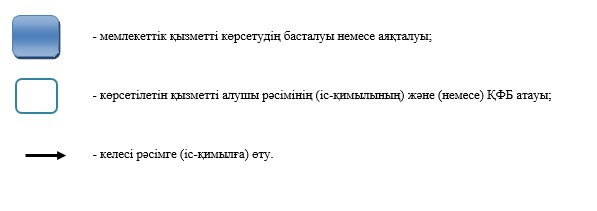 - мемлекеттік қызметті көрсетудің басталуы немесе аяқталуы;
- көрсетілетін қызметті алушы рәсімінің (іс-қимылының) және (немесе) ҚФБ атауы;
- келесі рәсімге (іс-қимылға) өту.